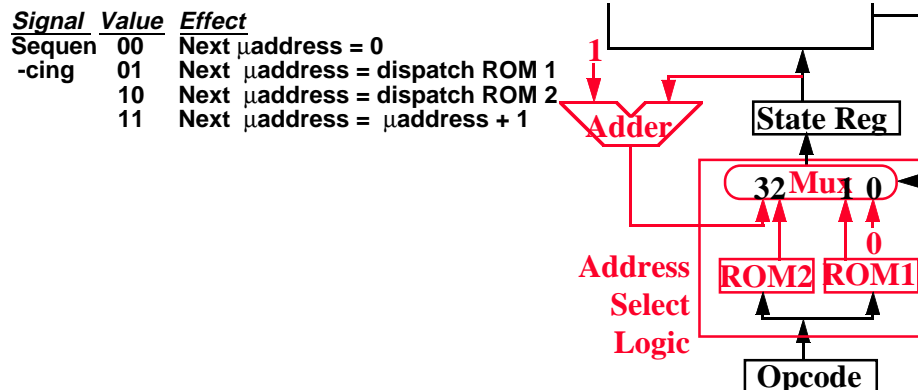 Signal Value Effect
Sequen 00 Next μaddress = 0
-cing 01 Next μaddress = dispatch ROM 1
10 Next μaddress = dispatch ROM 2
11 Next μaddress = μaddress + 1
1
Adder
State Reg
32 Mux 1 0
0
ROM2 ROM1
Address
Select
Logic
Opcode